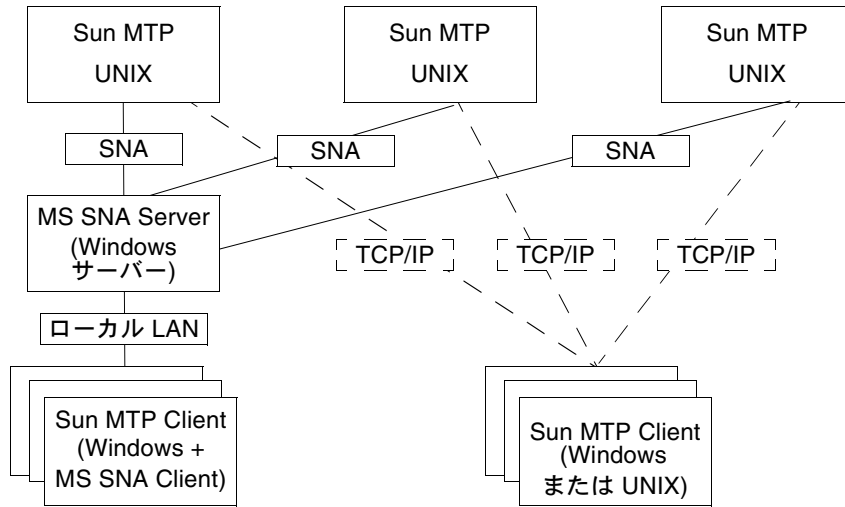 Sun MTP
UNIX
Sun MTP
UNIX
Sun MTP
UNIX
SNA
SNA
SNA
MS SNA Server
(Windows
サーバー)
TCP/IP
TCP/IP
TCP/IP
ローカル LAN
Sun MTP Client
(Windows +
MS SNA Client)
Sun MTP Client
(Windows
または UNIX)